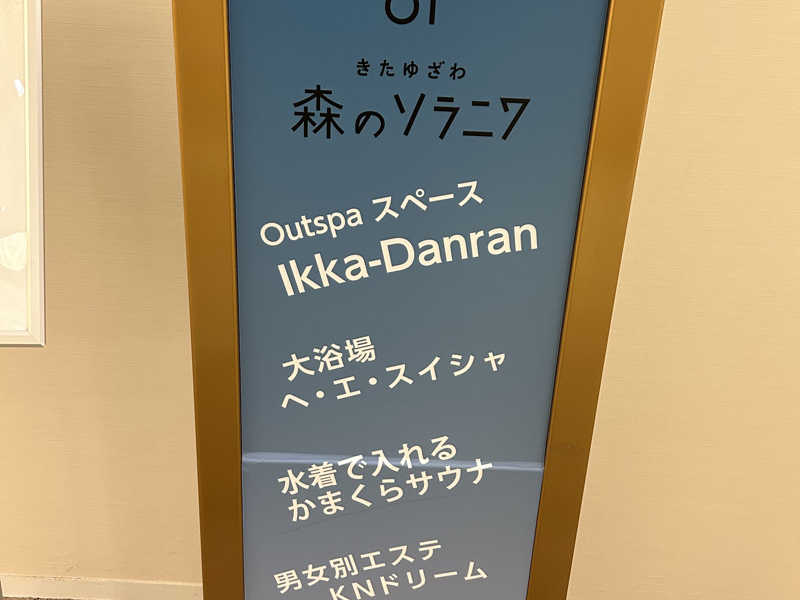 きたゆざわ
森のソラニワ
Outspa スペース
Ikka-Danran
大浴場
へ・エ・スイシャ
水着で入れる
かまくらサウナ
男女別エステ
KNドリーム